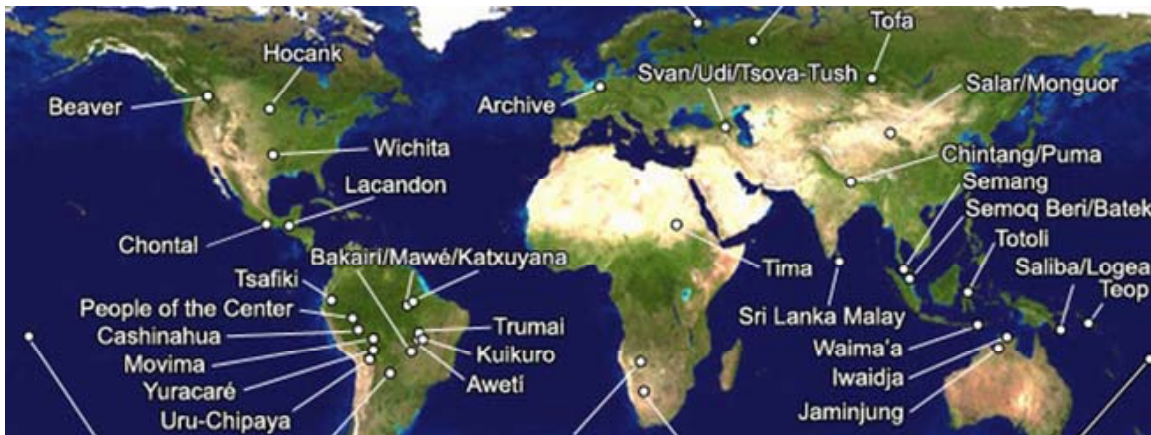 Tofa
Hocank
Svan/Udi/Tsova-Tush
Salar/Monguor
Beaver
Archive
Wichita
Chintang/Puma
Lacandon
Semang
Semoq Beri/Batek
Chontal
Totoli
Bakairí/Mawé/Katxuyana
Tima
Saliba/Logea
Tsafiki
Teop
People of the Center
Sri Lanka Malay
Cashinahua
Trumai
Waima'a
Movima
Kuikuro
Iwaidja
Yuracaré
Awetí
Uru-Chipaya
Jaminjung